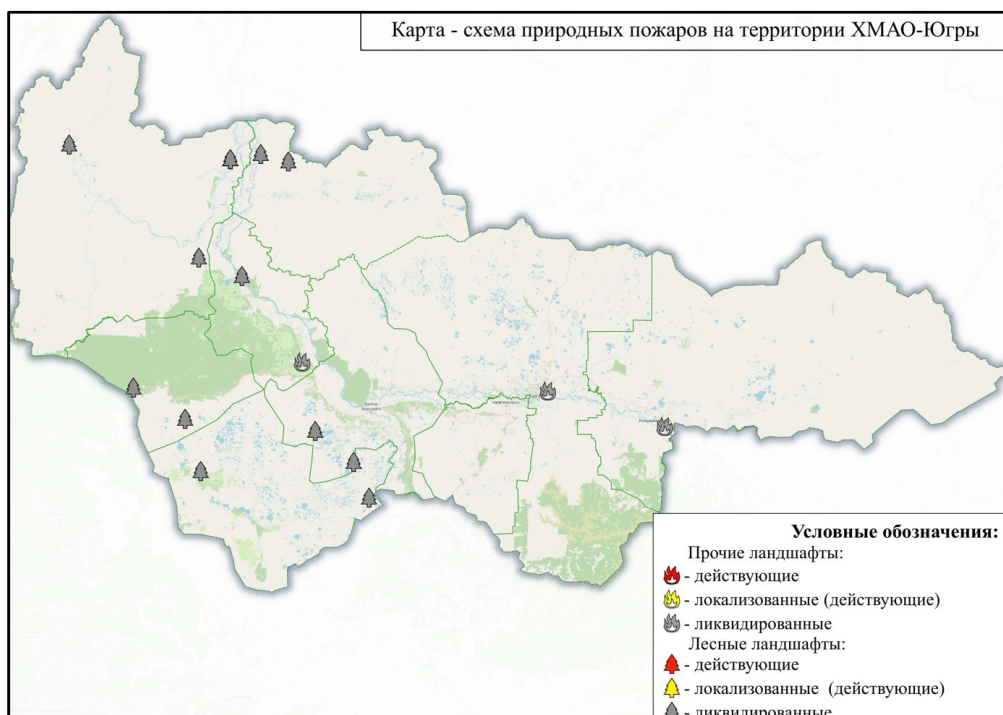 Карта - схема природных пожаров на территории ХМАО-Югры
Условные обозначения:
Прочие ландшафты:
- действующие
- локализованные (действующие)
- ликвидированные
Лесные ландшафты:
- действующие
- локализованные (действующие)
- ликвидированные